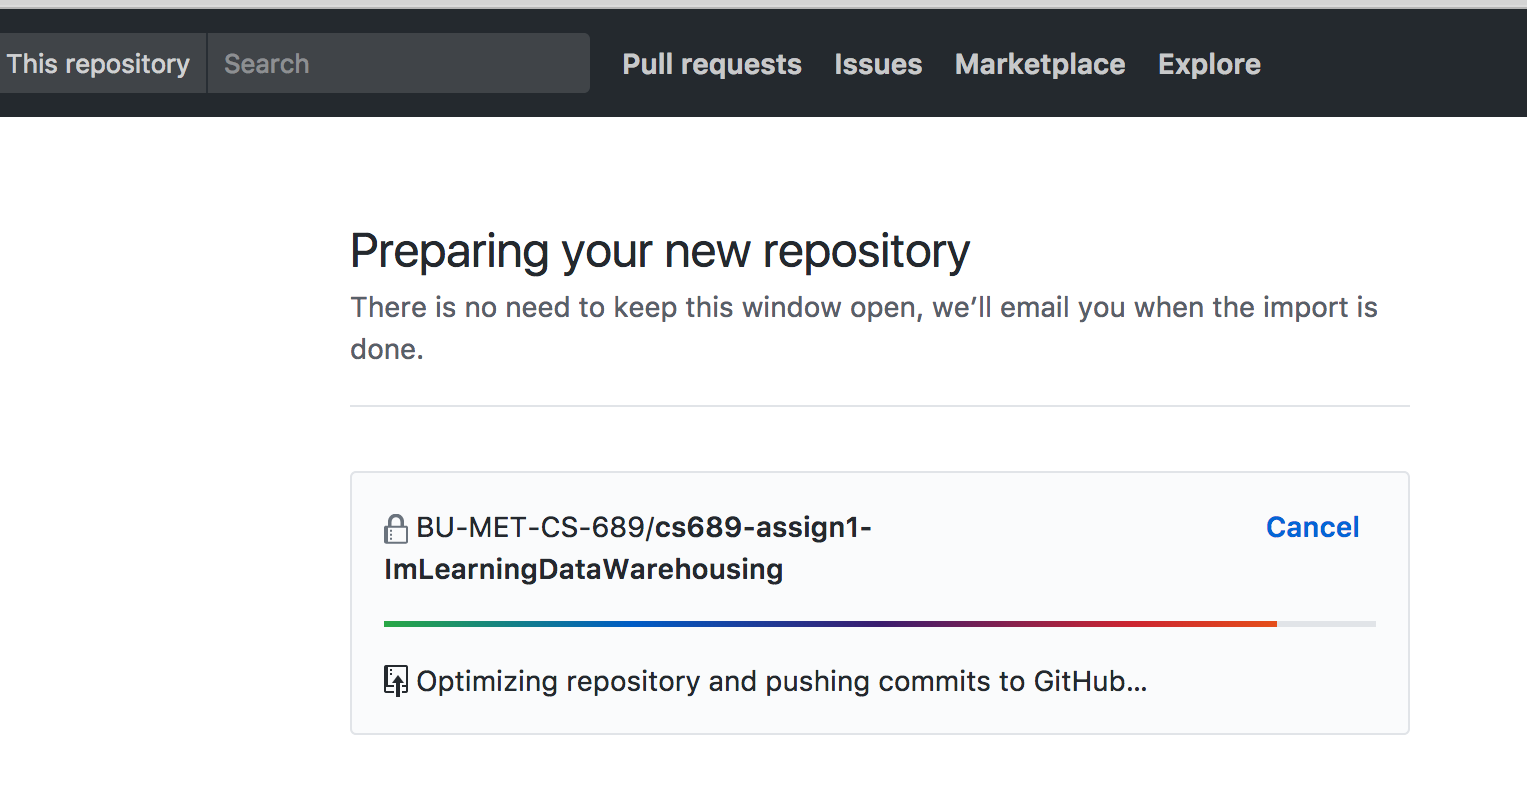 This repository Search Pull requests Issues Marketplace Explore
Preparing your new repository
There is no need to keep this window open, we’ll email you when the import is
done.
BU-MET-CS-689/cs689-assign1- Cancel
ImLearningDataWarehousing
Optimizing repository and pushing commits to GitHub...